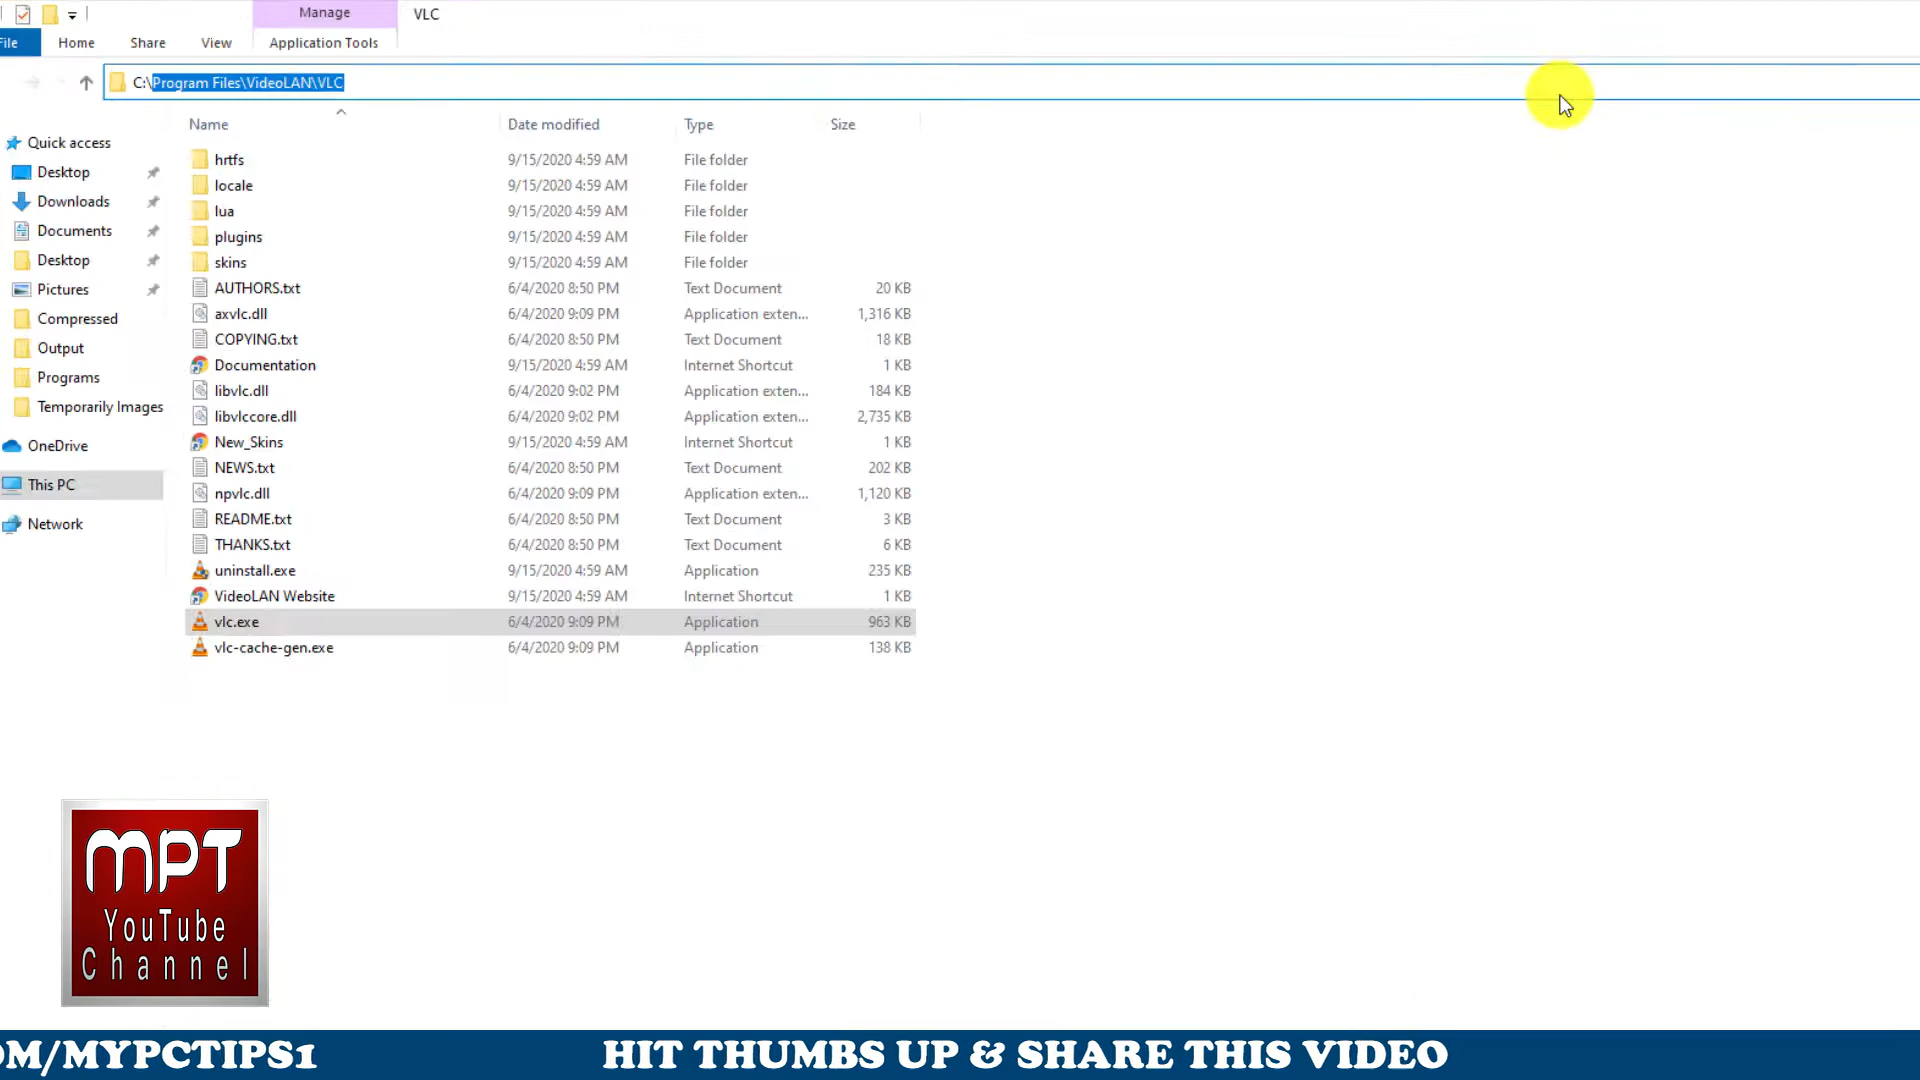 Manage VLC
File Home Share View Application Tools
C:\Program Files\VideoLAN\VLC
Name Date modified Type Size
Quick access
Desktop
Downloads
Documents
Desktop
Pictures
Compressed
Output
Programs
Temporarily Images
OneDrive
This PC
Network
hrtfs 9/15/2020 4:59 AM File folder
locale 9/15/2020 4:59 AM File folder
lua 9/15/2020 4:59 AM File folder
plugins 9/15/2020 4:59 AM File folder
skins 9/15/2020 4:59 AM File folder
AUTHORS.txt 6/4/2020 8:50 PM Text Document 20 KB
axvlc.dll 6/4/2020 9:09 PM Application exten... 1,316 KB
COPYING.txt 6/4/2020 8:50 PM Text Document 18 KB
Documentation 9/15/2020 4:59 AM Internet Shortcut 1 KB
libvlc.dll 6/4/2020 9:02 PM Application exten... 184 KB
libvlccore.dll 6/4/2020 9:02 PM Application exten... 2,735 KB
New_Skins 9/15/2020 4:59 AM Internet Shortcut 1 KB
NEWS.txt 6/4/2020 8:50 PM Text Document 202 KB
npvlc.dll 6/4/2020 9:09 PM Application exten... 1,120 KB
README.txt 6/4/2020 8:50 PM Text Document 3 KB
THANKS.txt 6/4/2020 8:50 PM Text Document 6 KB
uninstall.exe 9/15/2020 4:59 AM Application 235 KB
VideoLAN Website 9/15/2020 4:59 AM Internet Shortcut 1 KB
vlc.exe 6/4/2020 9:09 PM Application 963 KB
vlc-cache-gen.exe 6/4/2020 9:09 PM Application 138 KB
MPT
YouTube
Channel
OM/MYPCTIPS1 HIT THUMBS UP & SHARE THIS VIDEO